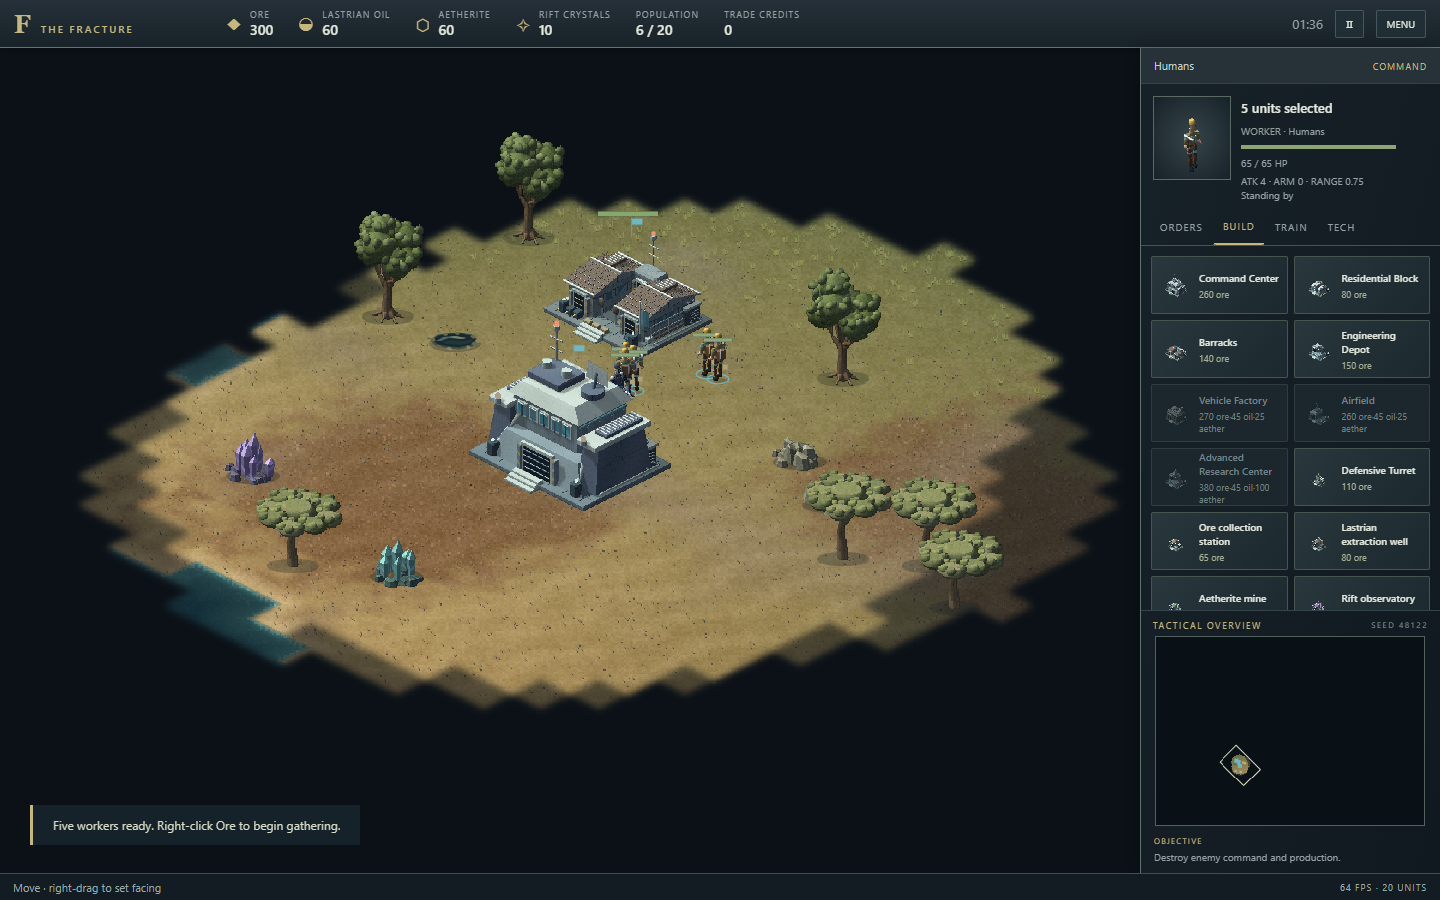 F THE FRACTURE
ORE
300
LASTRIAN OIL
60
AETHERITE
60
RIFT CRYSTALS
10
POPULATION
6 / 20
TRADE CREDITS
0
01:36
II
MENU
Humans
COMMAND
5 units selected
WORKER · Humans
65 / 65 HP
ATK 4 · ARM 0 · RANGE 0.75
Standing by
ORDERS
BUILD
TRAIN
TECH
Command Center
260 ore
Residential Block
80 ore
Barracks
140 ore
Engineering
Depot
150 ore
Vehicle Factory
270 ore·45 oil·25
aether
Airfield
260 ore·45 oil·25
aether
Advanced
Research Center
380 ore·45 oil·100
aether
Defensive Turret
110 ore
Ore collection
station
65 ore
Lastrian
extraction well
80 ore
Aetherite mine
Rift observatory
TACTICAL OVERVIEW
SEED 48122
OBJECTIVE
Destroy enemy command and production.
Five workers ready. Right-click Ore to begin gathering.
Move · right-drag to set facing
64 FPS · 20 UNITS